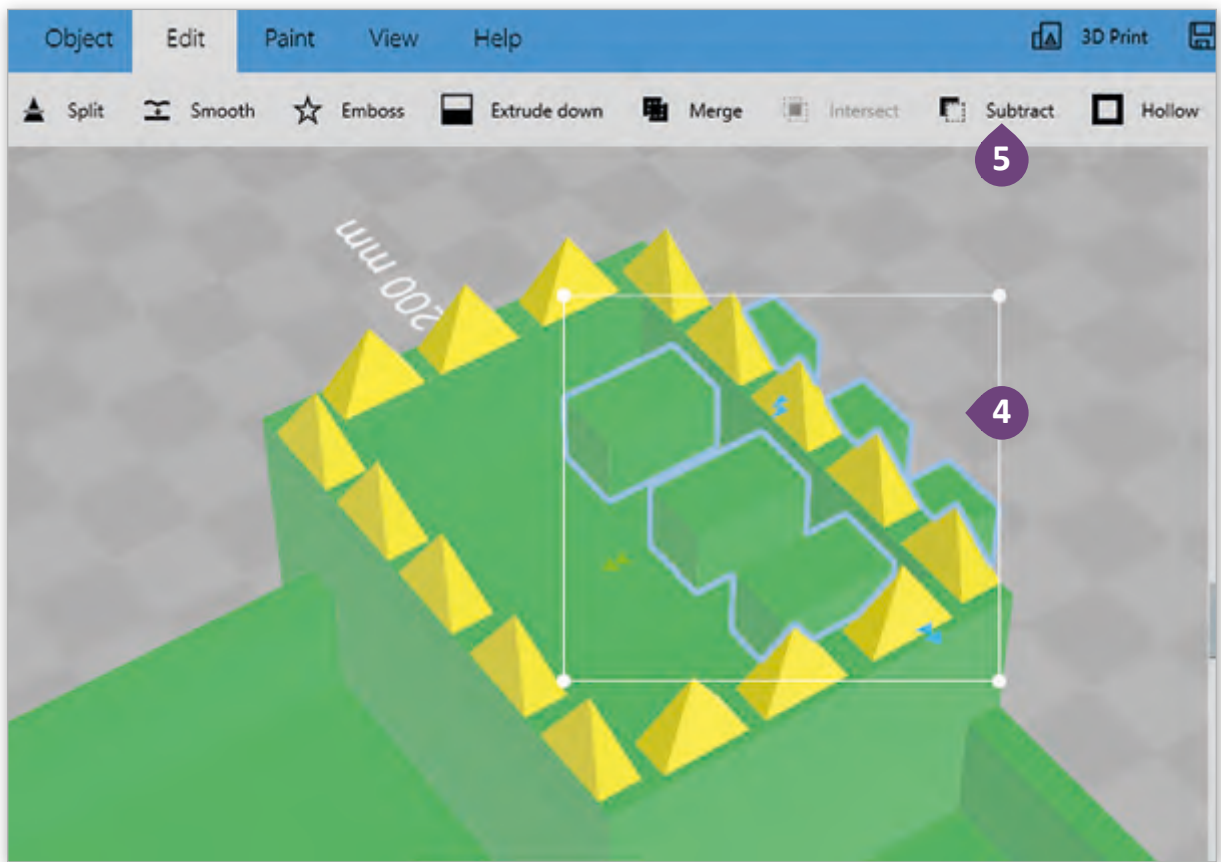 Object Edit Paint View Help 3D Print
Split Smooth Emboss Extrude down Merge Intersect Subtract Hollow
5
200 mm
4